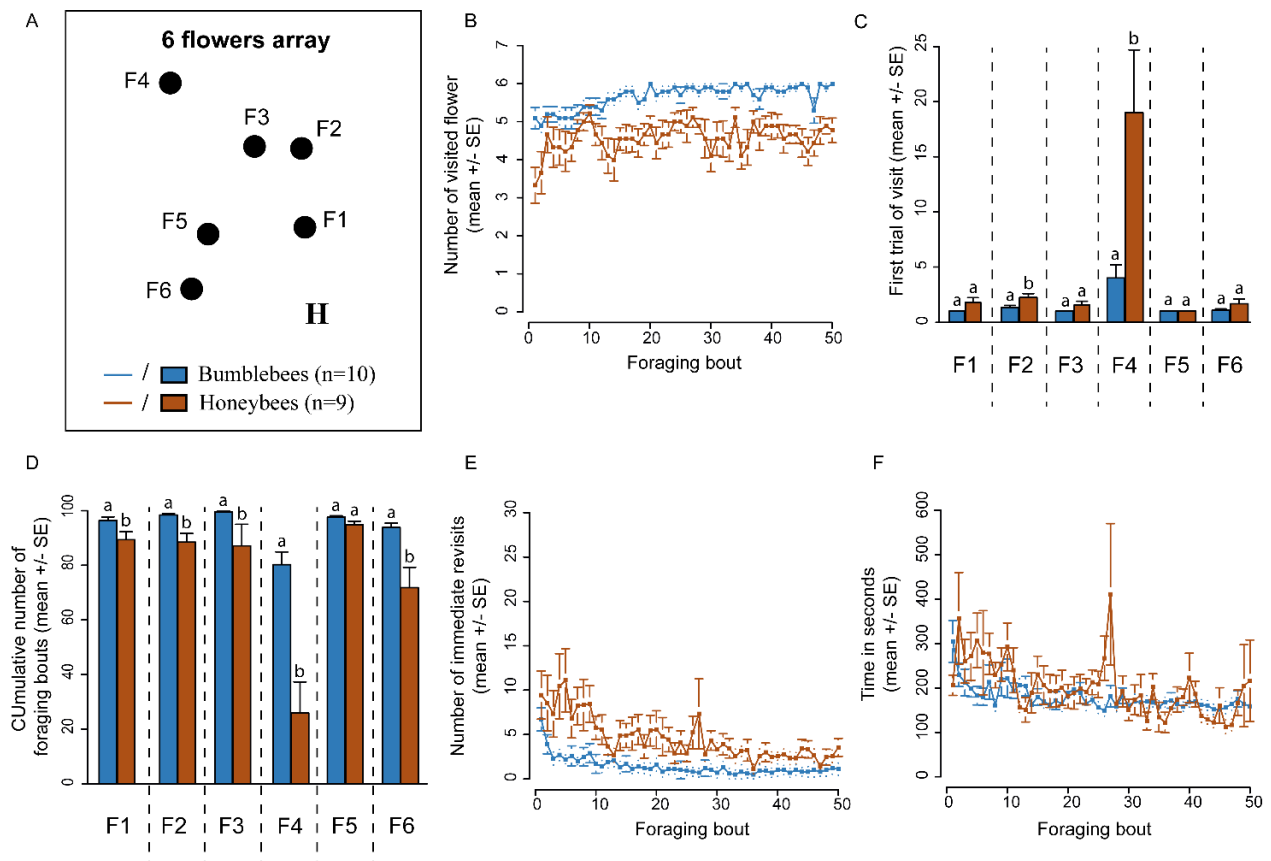 A
6 flowers array
F4
F3
F2
F5
F1
F6
H
/ Bumblebees (n=10)
/ Honeybees (n=9)
B
Number of visited flower
(mean +/- SE)
7
6
5
4
3
2
1
0
0 10 20 30 40 50
Foraging bout
C
First trial of visit (mean +/- SE)
25
20
15
10
5
0
a a a b a a a b a a a a
F1 F2 F3 F4 F5 F6
D
CUmulative number of
foraging bouts (mean +/- SE)
100
80
60
40
20
0
a b a b a b a b a a a b
F1 F2 F3 F4 F5 F6
E
Number of immediate revisits
(mean +/- SE)
30
25
20
15
10
5
0
0 10 20 30 40 50
Foraging bout
F
Time in seconds
(mean +/- SE)
600
500
400
300
200
100
0
0 10 20 30 40 50
Foraging bout